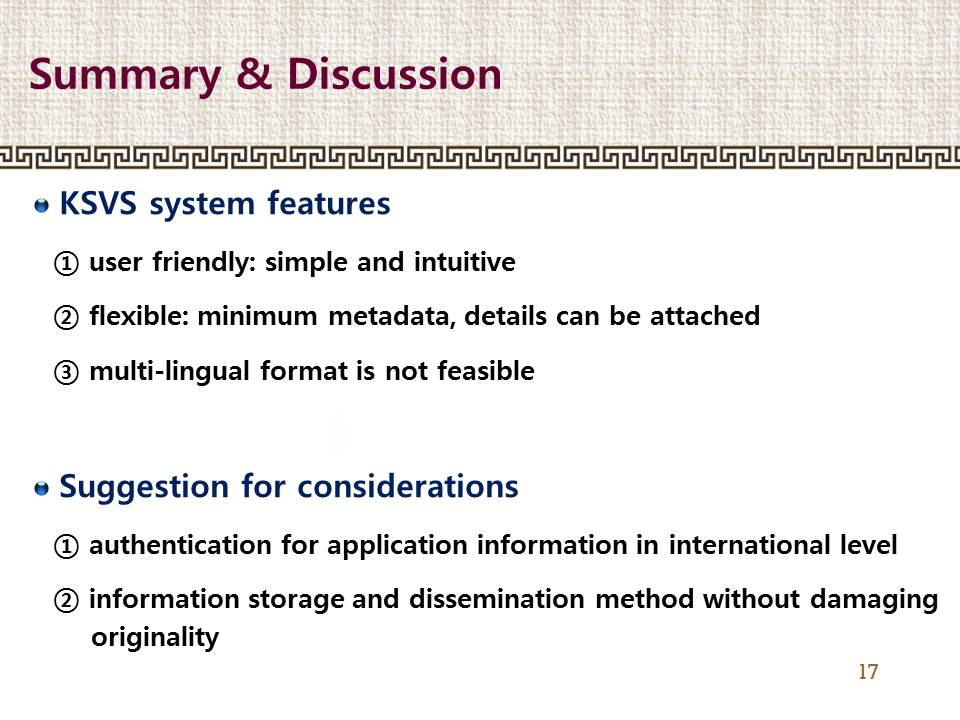 Summary & Discussion
KSVS system features
① user friendly: simple and intuitive
② flexible: minimum metadata, details can be attached
③ multi-lingual format is not feasible
Suggestion for considerations
① authentication for application information in international level
② information storage and dissemination method without damaging
originality
17